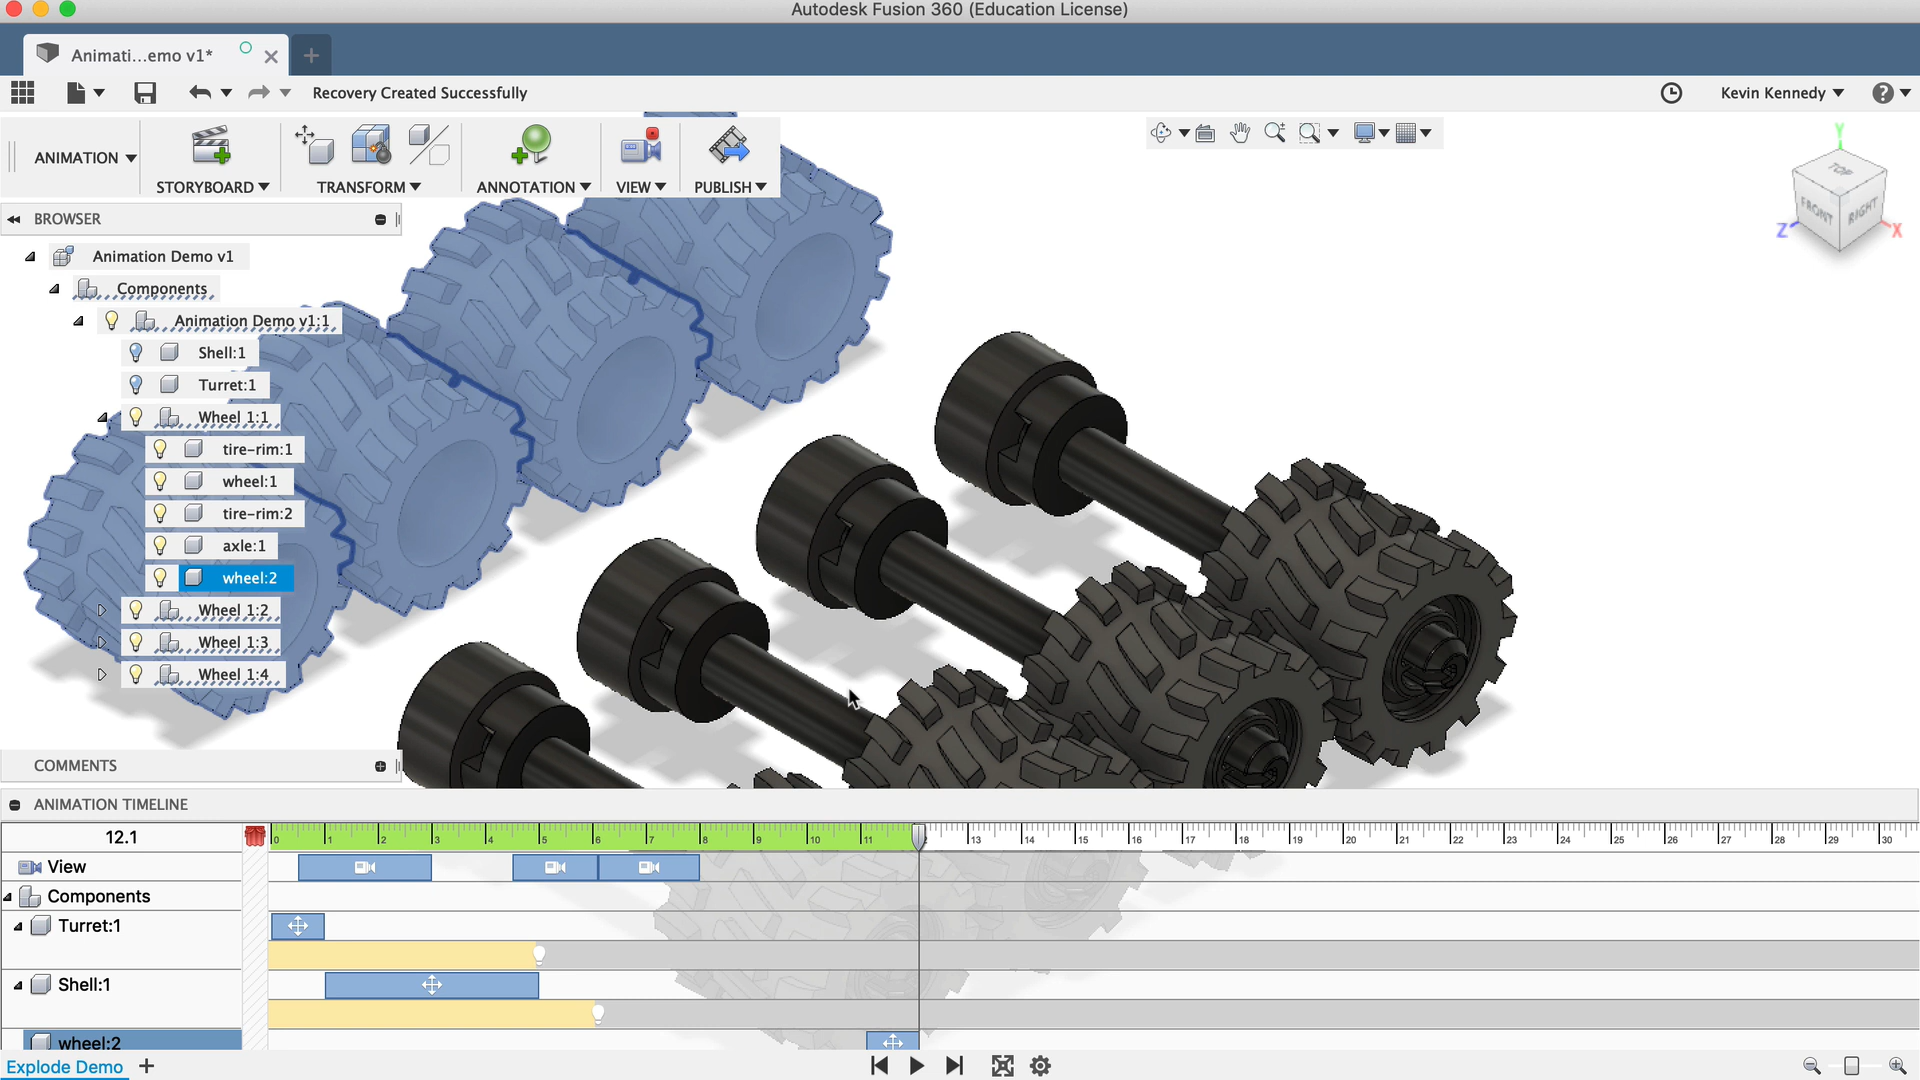 Autodesk Fusion 360 (Education License)
Animati...emo v1*
Recovery Created Successfully
Kevin Kennedy
ANIMATION
STORYBOARD
TRANSFORM
ANNOTATION
VIEW
PUBLISH
Y
TOP
FRONT
RIGHT
Z
X
BROWSER
Animation Demo v1
Components
Animation Demo v1:1
Shell:1
Turret:1
Wheel 1:1
tire-rim:1
wheel:1
tire-rim:2
axle:1
wheel:2
Wheel 1:2
Wheel 1:3
Wheel 1:4
COMMENTS
ANIMATION TIMELINE
12.1
0 1 2 3 4 5 6 7 8 9 10 11 2 13 14 15 16 17 18 19 20 21 22 23 24 25 26 27 28 29 30
View
Components
Turret:1
Shell:1
wheel:2
Explode Demo